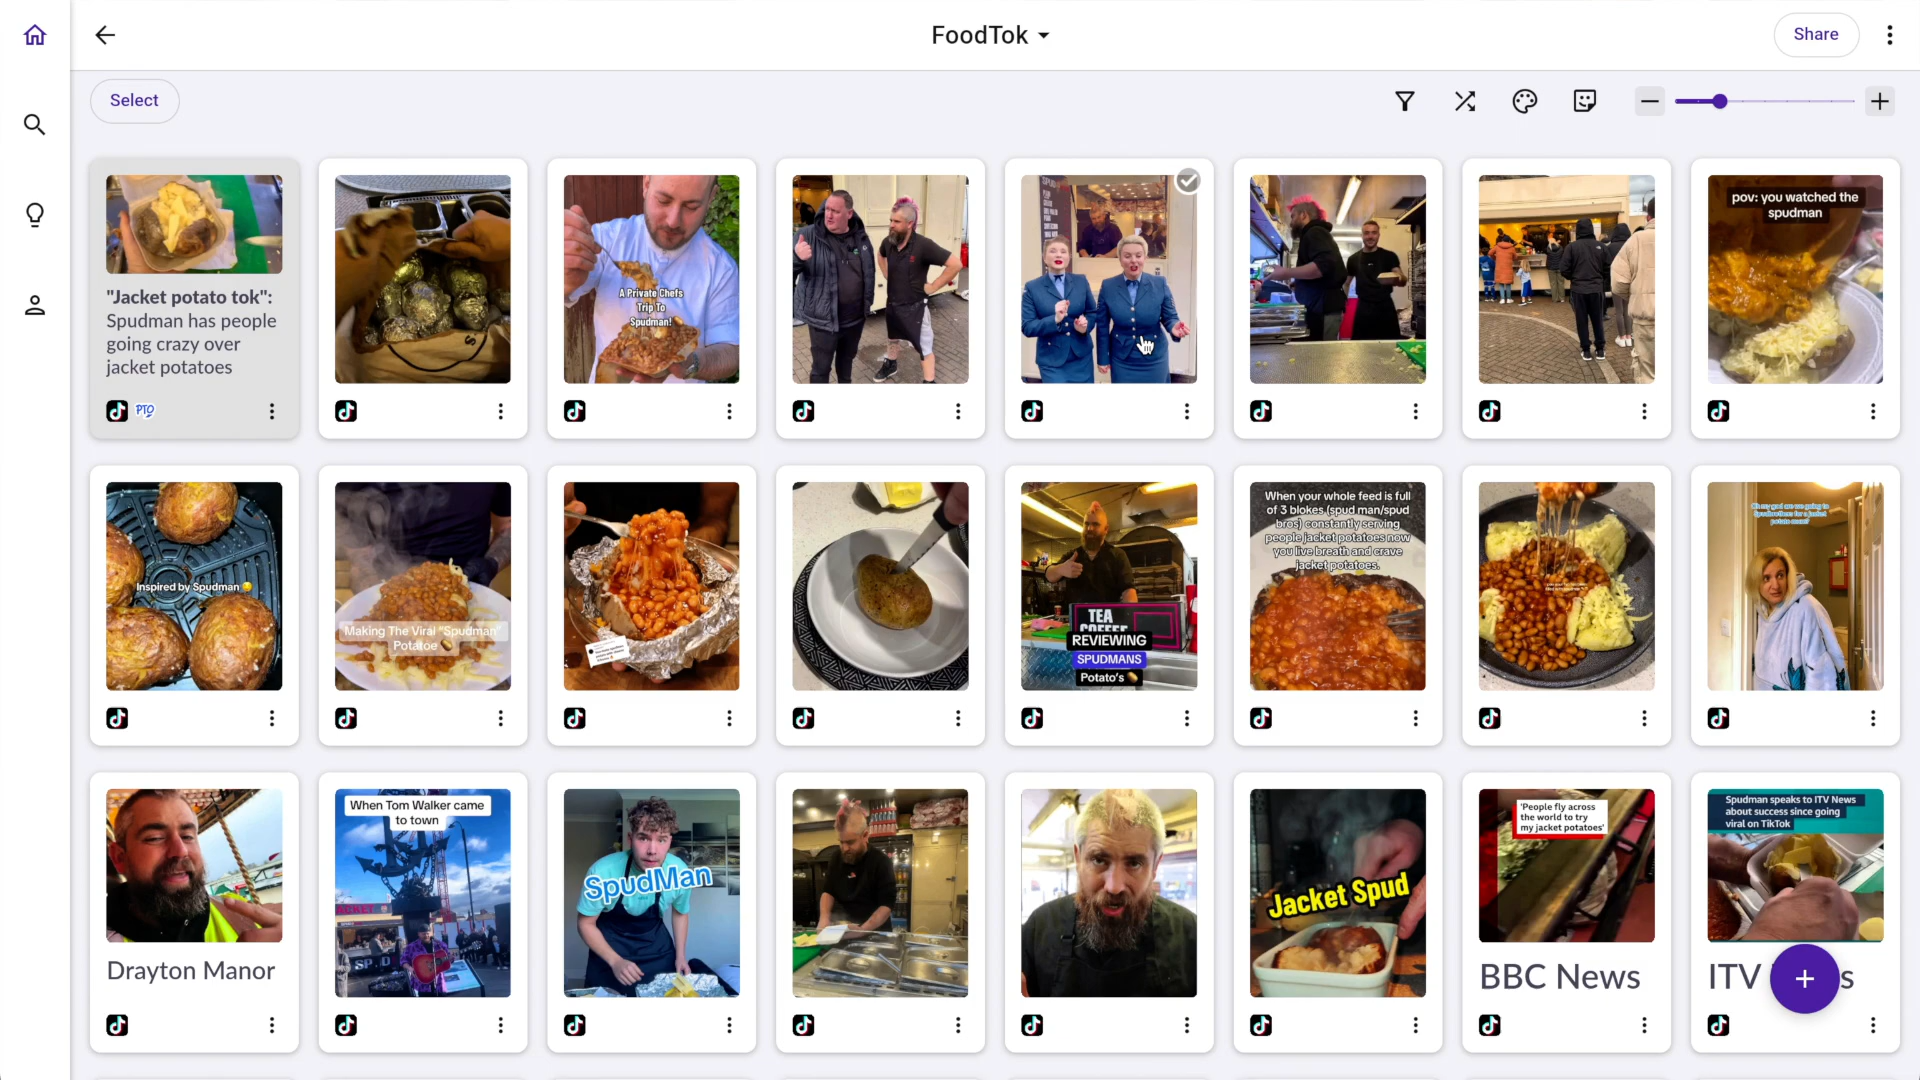 FoodTok
Share
Select
"Jacket potato tok":
Spudman has people
going crazy over
jacket potatoes
PTO
A Private Chefs
Trip To
Spudman!
pov: you watched the
spudman
Inspired by Spudman
Making The Viral "Spudman"
Potatoe
TEA
COFFEE
REVIEWING
SPUDMANS
Potato's
When your whole feed is full
of 3 blokes (spud man/spud
bros) constantly serving
people jacket potatoes now
you live breath and crave
jacket potatoes.
Drayton Manor
When Tom Walker came
to town
SpudMan
Jacket Spud
'People fly across
the world to try
my jacket potatoes'
BBC News
Spudman speaks to ITV News
about success since going
viral on TikTok
ITV
s